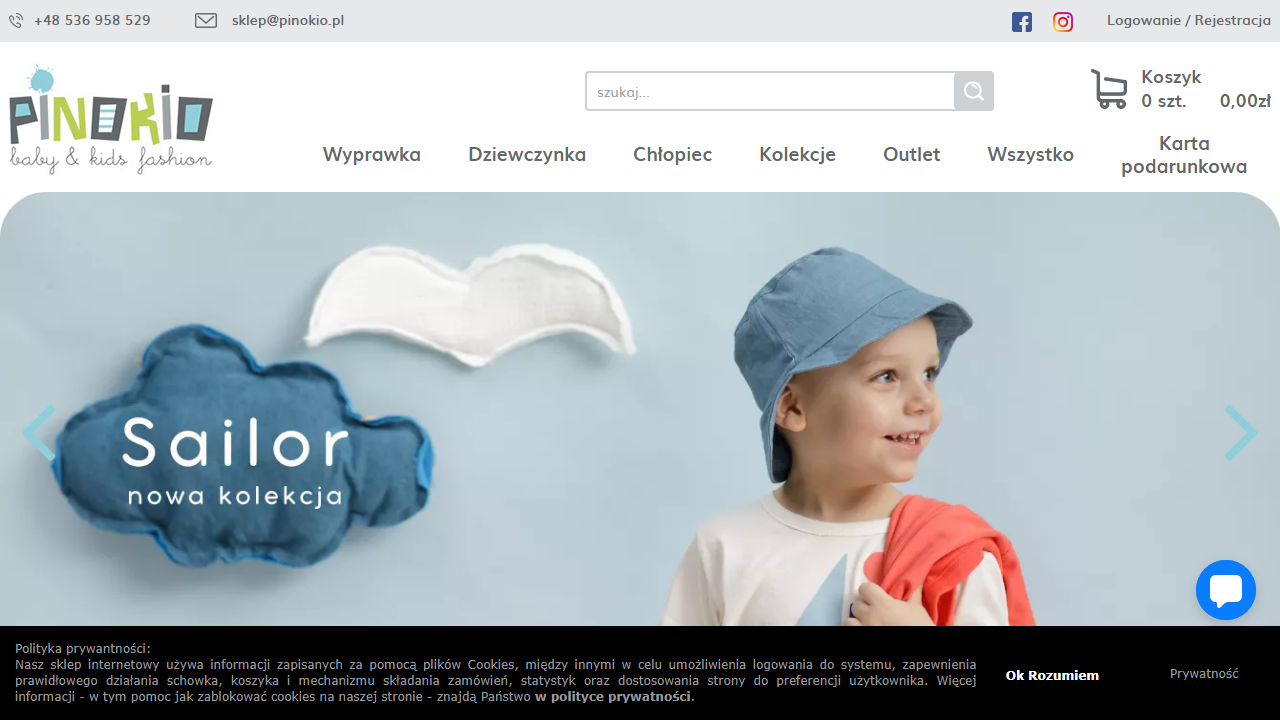 +48 536 958 529
sklep@pinokio.pl
Logowanie / Rejestracja
PINOKIO
baby & kids fashion
szukaj...
Koszyk
0 szt. 0,00zł
Wyprawka
Dziewczynka
Chłopiec
Kolekcje
Outlet
Wszystko
Karta
podarunkowa
Sailor
nowa kolekcja
Polityka prywantności:
Nasz sklep internetowy używa informacji zapisanych za pomocą plików Cookies, między innymi w celu umożliwienia logowania do systemu, zapewnienia
prawidłowego działania schowka, koszyka i mechanizmu składania zamówień, statystyk oraz dostosowania strony do preferencji użytkownika. Więcej
informacji - w tym pomoc jak zablokować cookies na naszej stronie - znajdą Państwo w polityce prywatności.
Ok Rozumiem
Prywatność